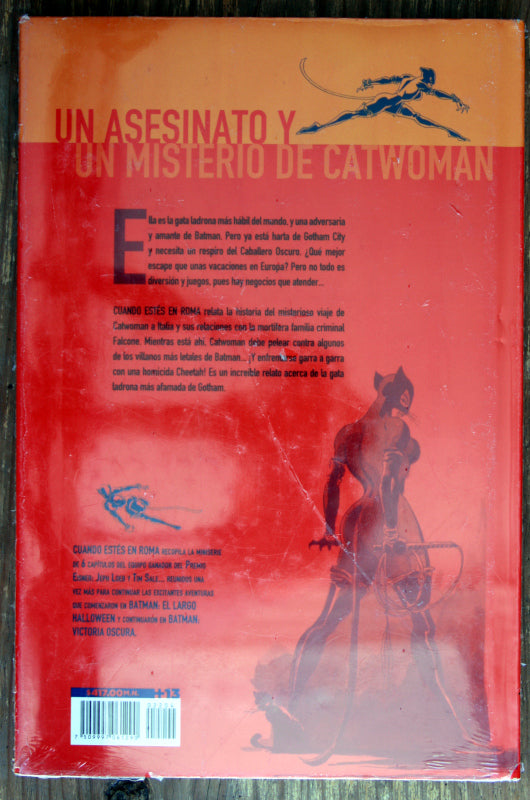 UN ASESINATO Y
UN MISTERIO DE CATWOMAN
Ella es la gata ladrona más hábil del mundo, y una adversaria
y amante de Batman. Pero ya está harta de Gotham City
y necesita un respiro del Caballero Oscuro. ¿Qué mejor
escape que unas vacaciones en Europa? Pero no todo es
diversión y juegos, pues hay negocios que atender...
CUANDO ESTÉS EN ROMA relata la historia del misterioso viaje de
Catwoman a Italia y sus relaciones con la mortífera familia criminal
Falcone. Mientras está ahí, Catwoman debe pelear contra algunos
de los villanos más letales de Batman... ¡Y enfrentarse garra a garra
con una homicida Cheetah! Es un increíble relato acerca de la gata
ladrona más afamada de Gotham.
CUANDO ESTÉS EN ROMA RECOPILA LA MINISERIE
DE 6 CAPÍTULOS DEL EQUIPO GANADOR DEL PREMIO
EISNER: JEPH LOEB Y TIM SALE... REUNIDOS UNA
VEZ MÁS PARA CONTINUAR LAS EXCITANTES AVENTURAS
QUE COMENZARON EN BATMAN: EL LARGO
HALLOWEEN Y CONTINUARON EN BATMAN:
VICTORIA OSCURA.
$417.00 M.N. +13